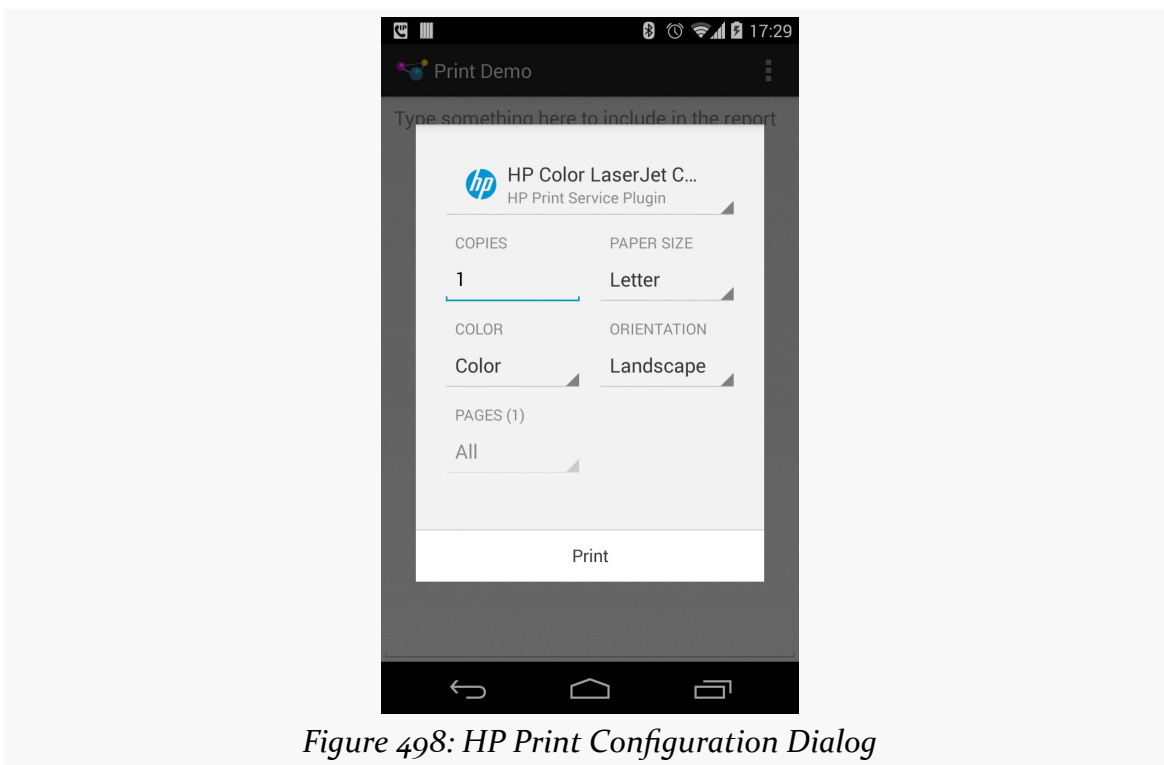 17:29
Print Demo
Type something here to include in the report
hp
HP Color LaserJet C...
HP Print Service Plugin
COPIES
PAPER SIZE
1
Letter
COLOR
ORIENTATION
Color
Landscape
PAGES (1)
All
Print
Figure 498: HP Print Configuration Dialog